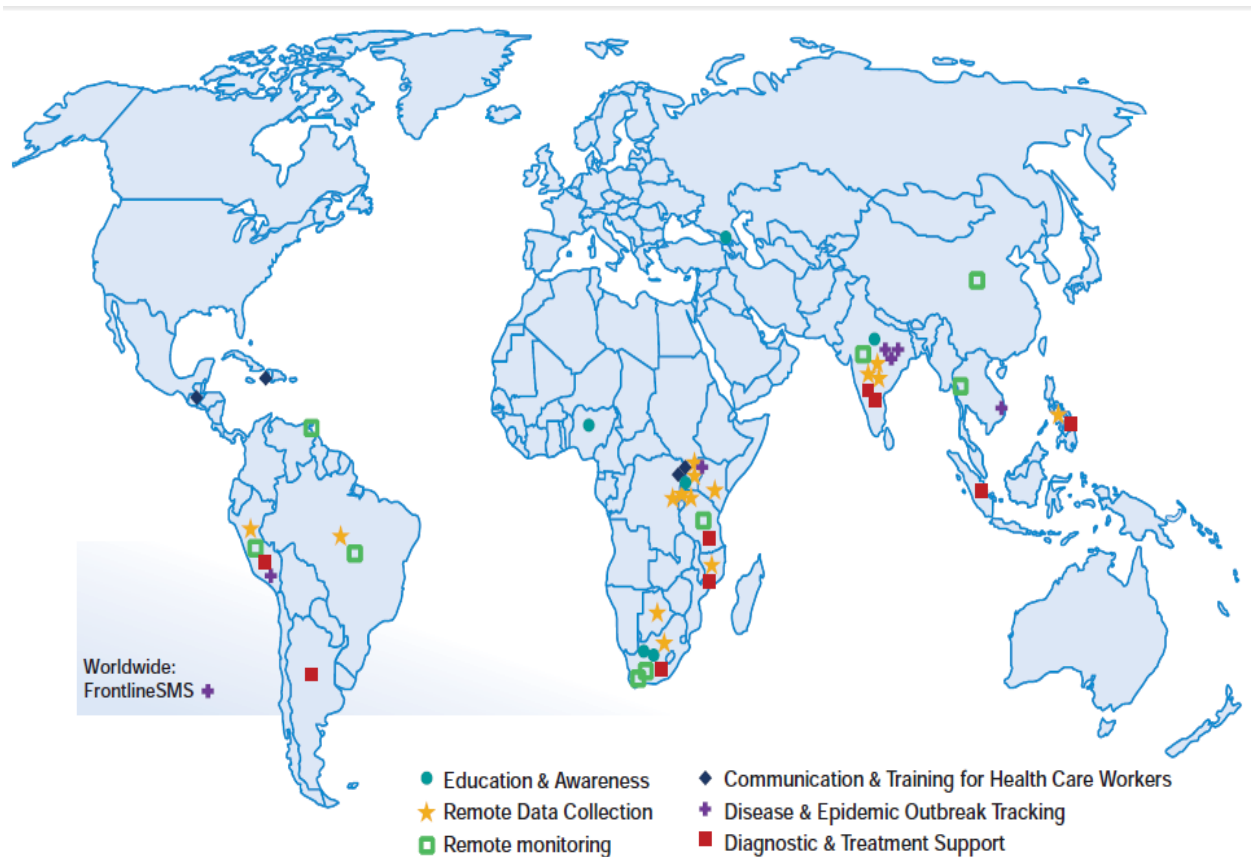 Worldwide:
FrontlineSMS
Education & Awareness
Remote Data Collection
Remote monitoring
Communication & Training for Health Care Workers
Disease & Epidemic Outbreak Tracking
Diagnostic & Treatment Support